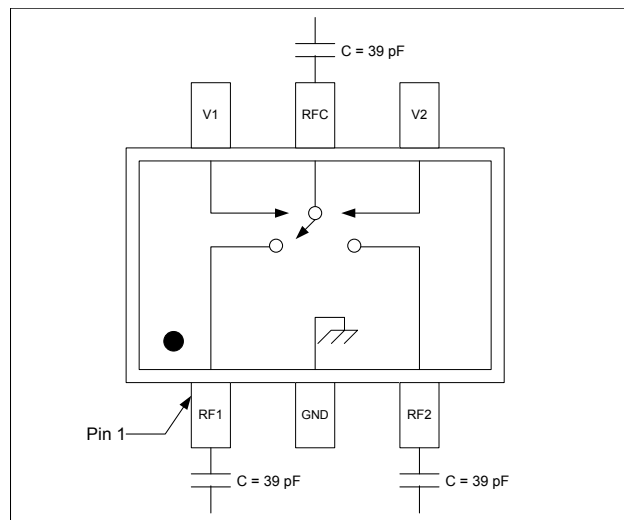 C = 39 pF
V1
RFC
V2
RF1
GND
RF2
Pin 1
C = 39 pF
C = 39 pF